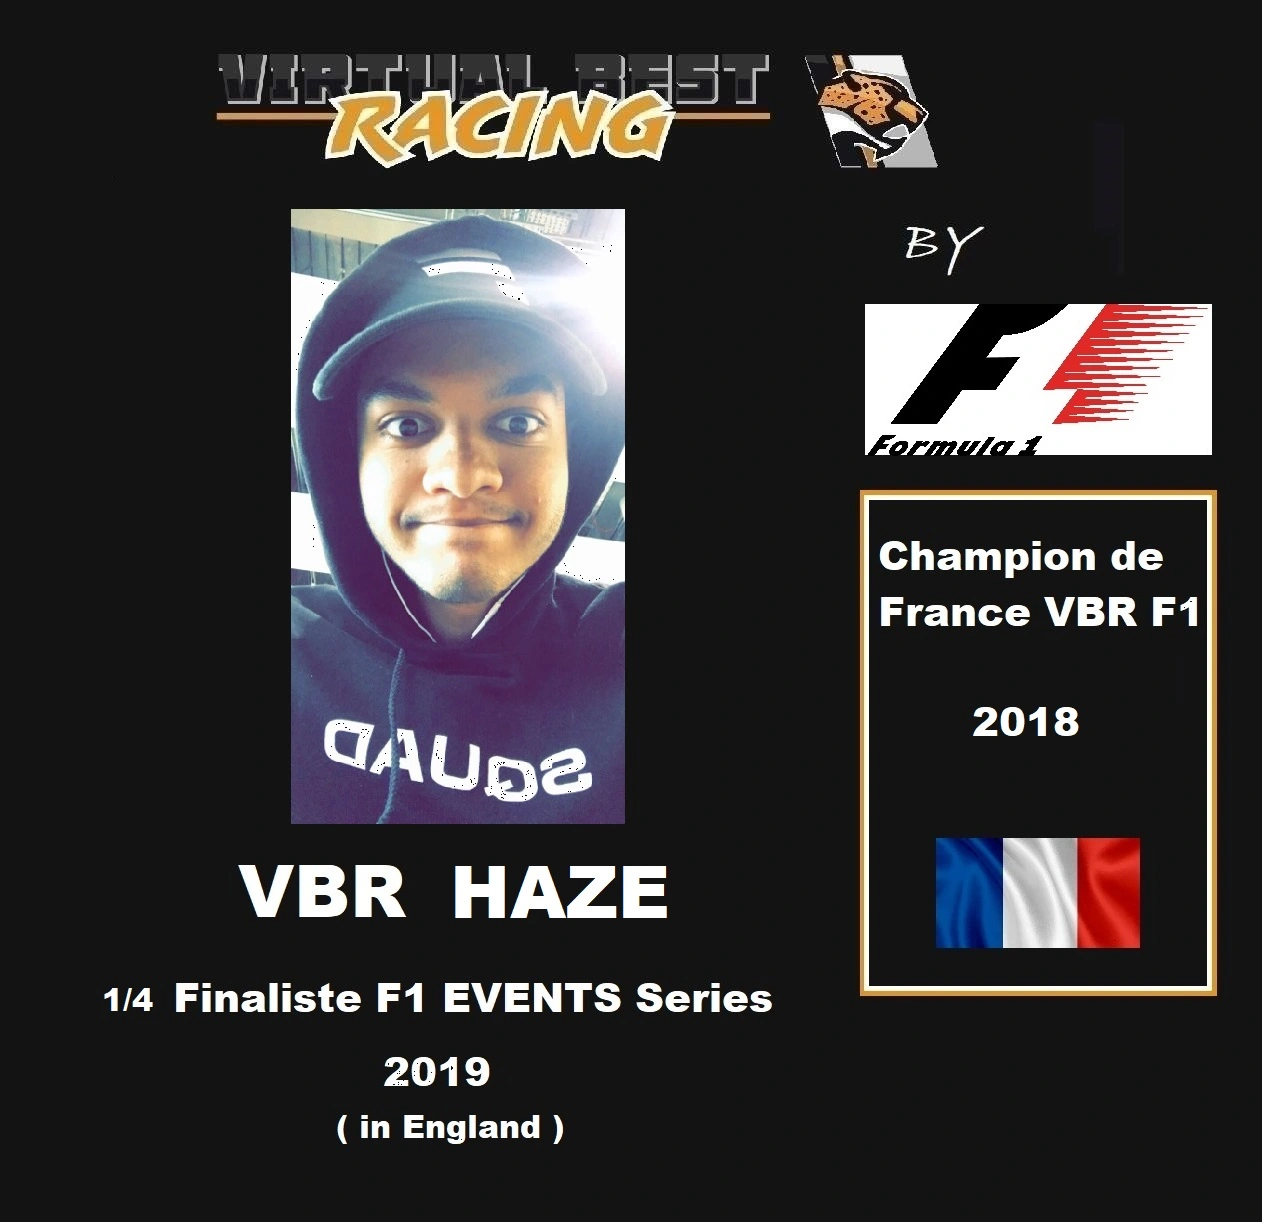 VIRTUAL BEST
RACING
BY
F1
Formula 1
Champion de
France VBR F1
2018
SQUAD
VBR HAZE
1/4 Finaliste F1 EVENTS Series
2019
( in England )